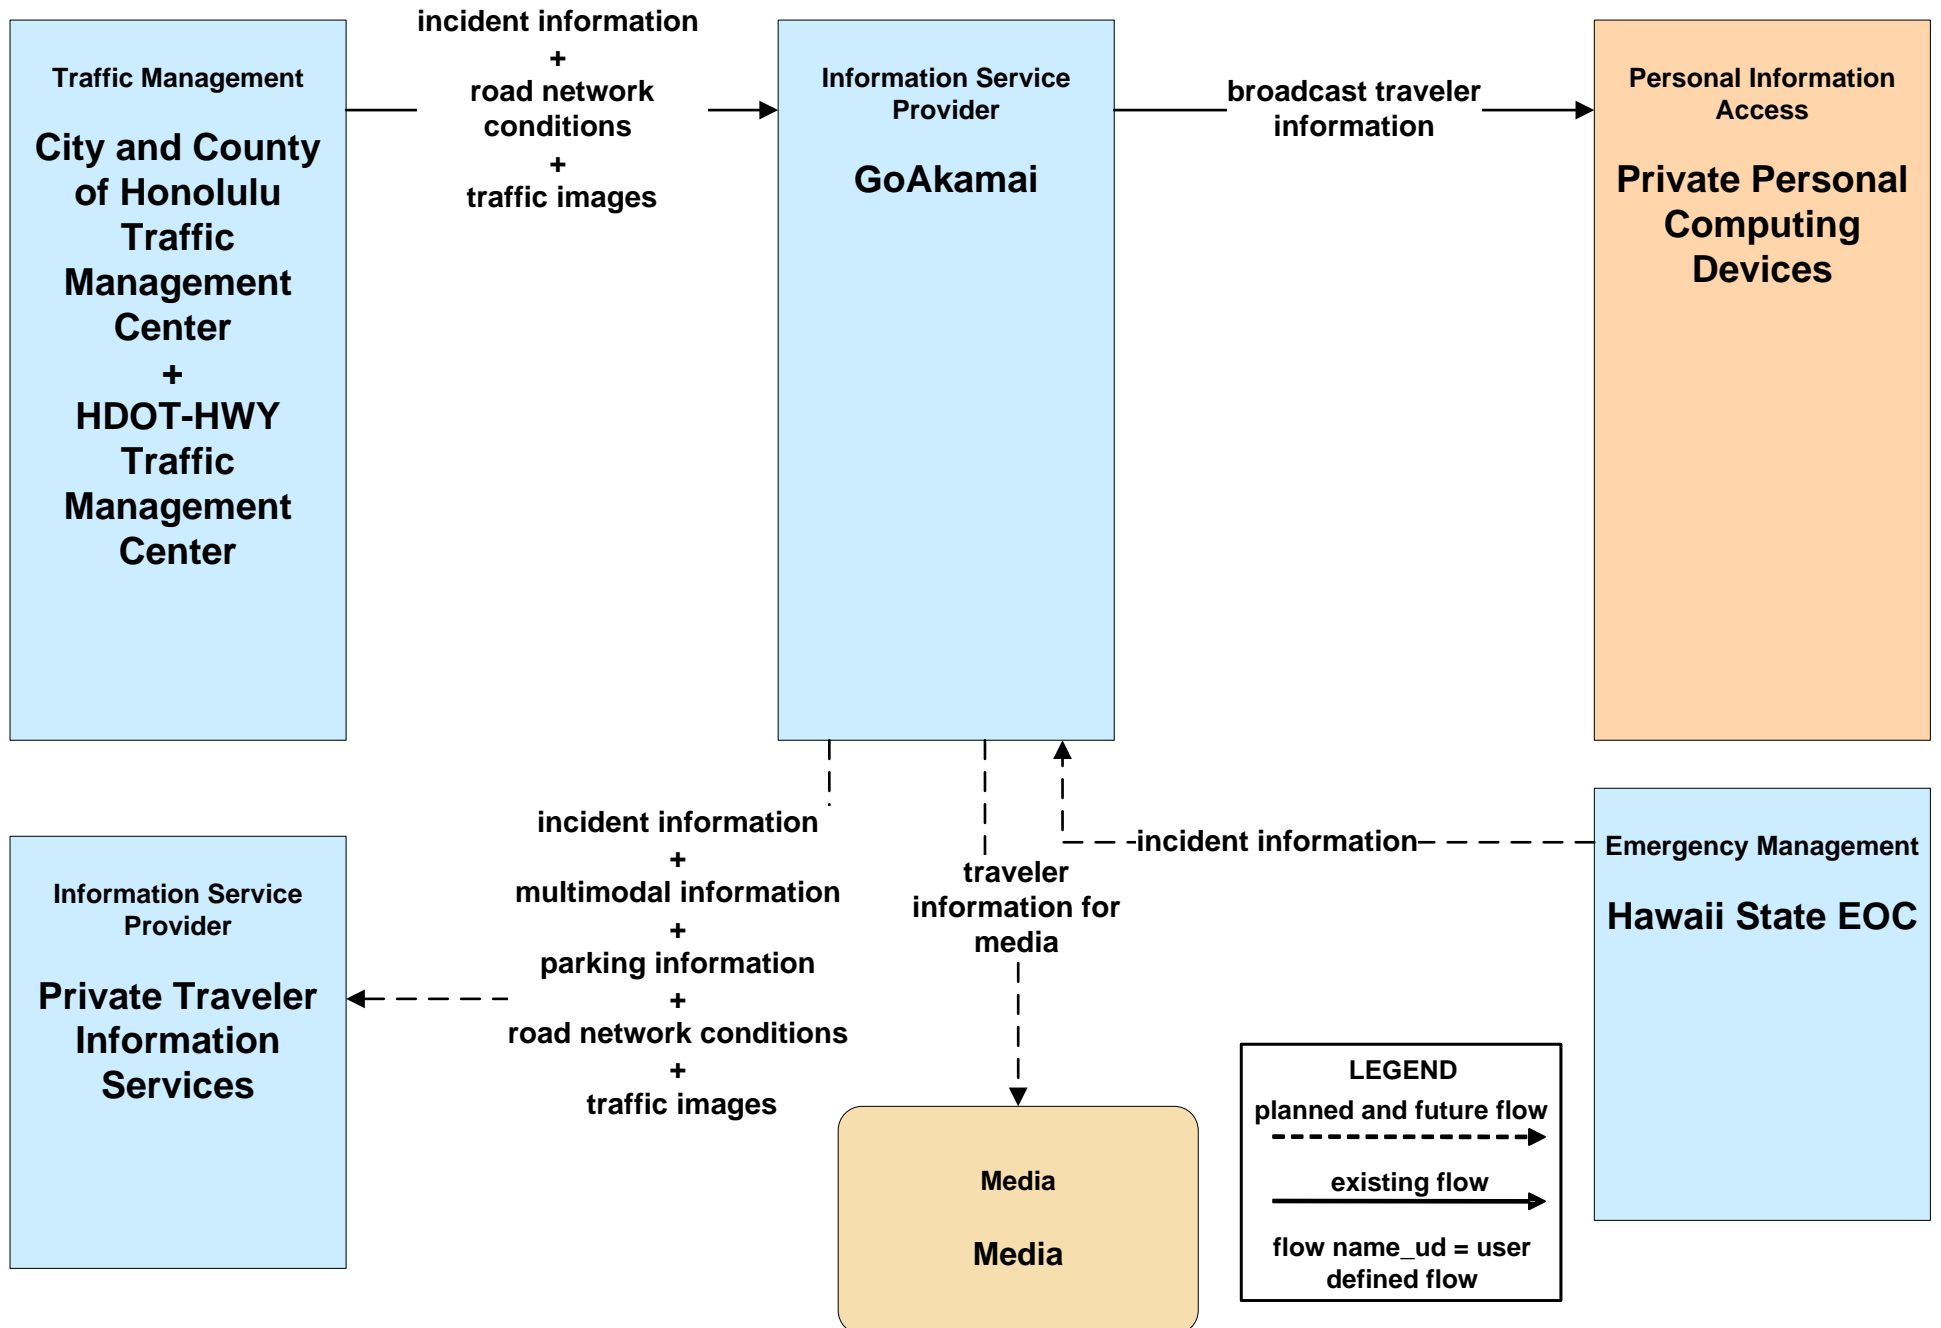 Traffic Management
City and County
of Honolulu
Traffic
Management
Center
+
HDOT-HWY
Traffic
Management
Center
incident information
+
road network
conditions
+
traffic images
Information Service
Provider
GoAkamai
broadcast traveler
information
Personal Information
Access
Private Personal
Computing
Devices
Information Service
Provider
Private Traveler
Information
Services
incident information
+
multimodal information
+
parking information
+
road network conditions
+
traffic images
traveler
information for
media
incident information
Emergency Management
Hawaii State EOC
Media
Media
LEGEND
planned and future flow
existing flow
flow name_ud = user
defined flow